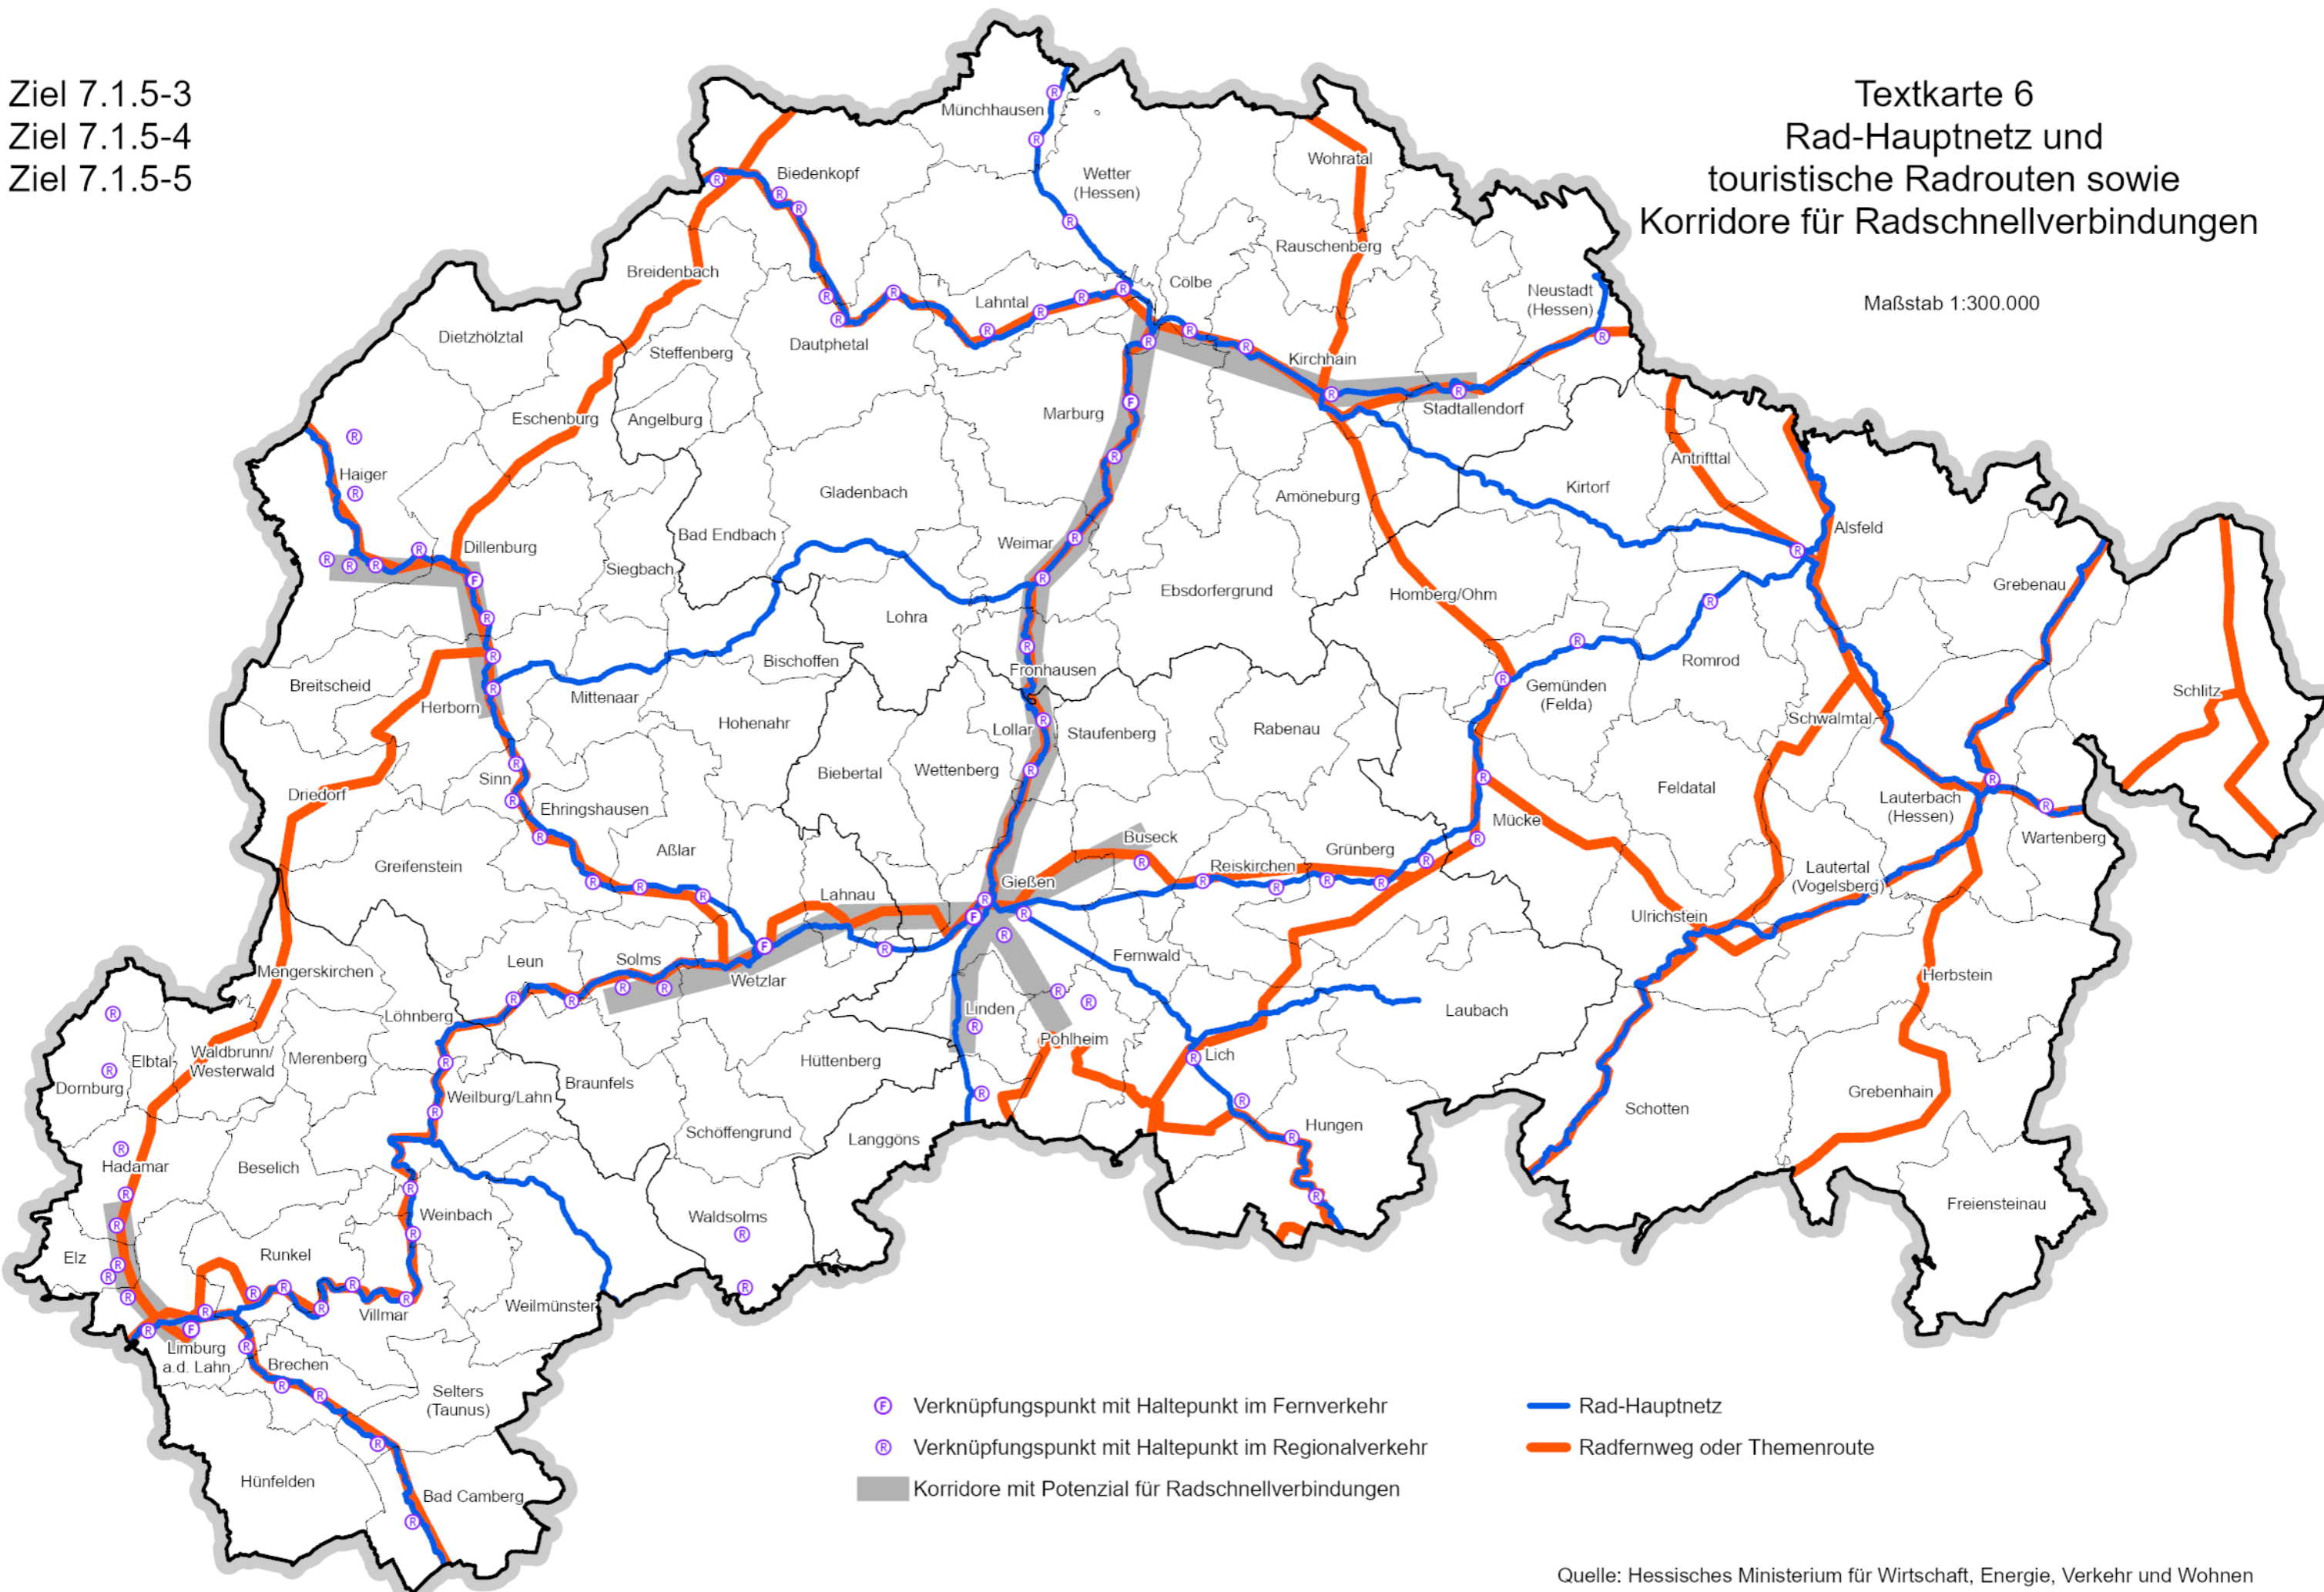 Ziel 7.1.5-3
Ziel 7.1.5-4
Ziel 7.1.5-5
Textkarte 6
Rad-Hauptnetz und
touristische Radrouten sowie
Korridore für Radschnellverbindungen
Maßstab 1:300.000
Münchhausen
Wohratal
Biedenkopf
Wetter
(Hessen)
Rauschenberg
Breidenbach
Cölbe
Neustadt
(Hessen)
Lahntal
Dietzhölztal
Dautphetal
Steffenberg
Kirchhain
Marburg
Stadtallendorf
Eschenburg
Angelburg
Antrifttal
Haiger
Gladenbach
Amöneburg
Kirtorf
Alsfeld
Bad Endbach
Weimar
Dillenburg
Siegbach
Grebenau
Ebsdorfergrund
Homberg/Ohm
Lohra
Bischoffen
Fronhausen
Romrod
Breitscheid
Gemünden
(Felda)
Schlitz
Mittenaar
Herborn
Hohenahr
Schwalmtal
Lollar
Staufenberg
Rabenau
Biebertal
Wettenberg
Sinn
Driedorf
Feldatal
Ehringshausen
Lauterbach
(Hessen)
Mücke
Buseck
Wartenberg
Grünberg
Aßlar
Greifenstein
Reiskirchen
Lautertal
(Vogelsberg)
Gießen
Lahnau
Ulrichstein
Fernwald
Leun
Solms
Mengerskirchen
Herbstein
Wetzlar
Linden
Laubach
Löhnberg
Pohlheim
Waldbrunn/
Westerwald
Elbtal
Merenberg
Lich
Hüttenberg
Dornburg
Braunfels
Weilburg/Lahn
Grebenhain
Schotten
Hungen
Schöffengrund
Langgöns
Hadamar
Beselich
Freiensteinau
Weinbach
Waldsolms
Elz
Runkel
Weilmünster
Villmar
Limburg
a.d. Lahn
Brechen
Selters
(Taunus)
Hünfelden
Bad Camberg
F Verknüpfungspunkt mit Haltepunkt im Fernverkehr
R Verknüpfungspunkt mit Haltepunkt im Regionalverkehr
Korridore mit Potenzial für Radschnellverbindungen
Rad-Hauptnetz
Radfernweg oder Themenroute
Quelle: Hessisches Ministerium für Wirtschaft, Energie, Verkehr und Wohnen